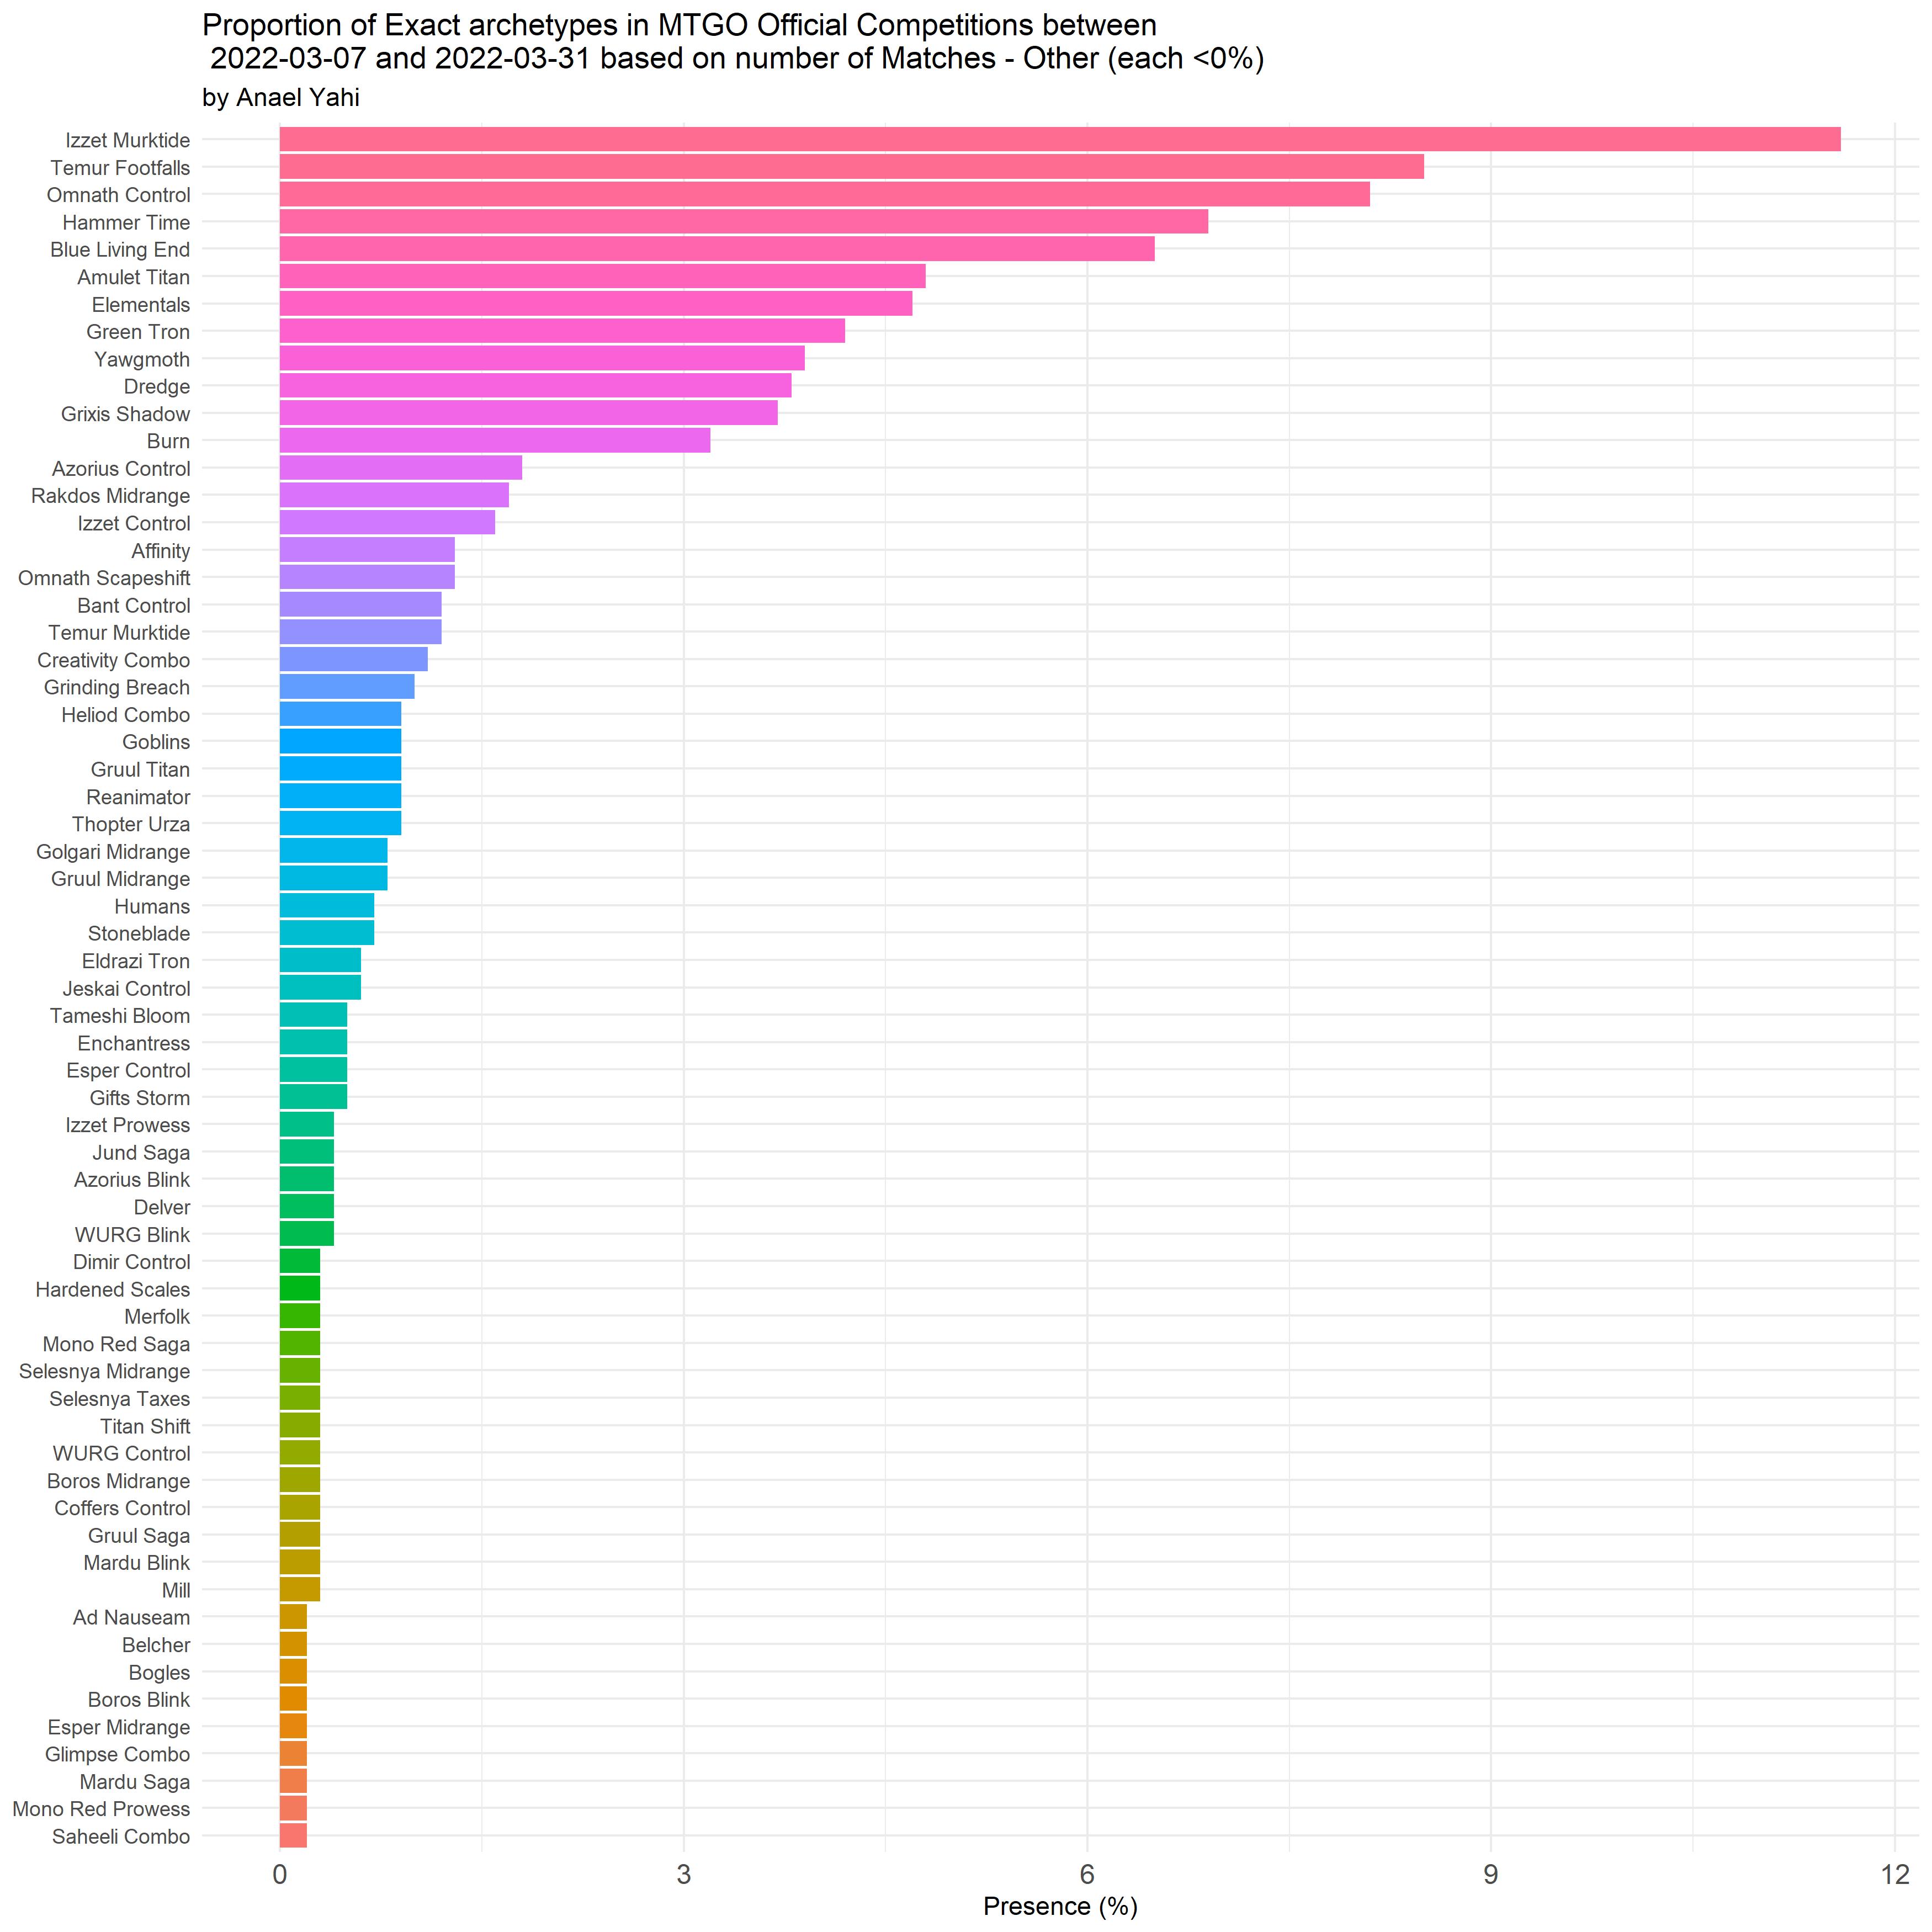 Proportion of Exact archetypes in MTGO Official Competitions between
2022-03-07 and 2022-03-31 based on number of Matches - Other (each <0%)
by Anael Yahi
Izzet Murktide
Temur Footfalls
Omnath Control
Hammer Time
Blue Living End
Amulet Titan
Elementals
Green Tron
Yawgmoth
Dredge
Grixis Shadow
Burn
Azorius Control
Rakdos Midrange
Izzet Control
Affinity
Omnath Scapeshift
Bant Control
Temur Murktide
Creativity Combo
Grinding Breach
Heliod Combo
Goblins
Gruul Titan
Reanimator
Thopter Urza
Golgari Midrange
Gruul Midrange
Humans
Stoneblade
Eldrazi Tron
Jeskai Control
Tameshi Bloom
Enchantress
Esper Control
Gifts Storm
Izzet Prowess
Jund Saga
Azorius Blink
Delver
WURG Blink
Dimir Control
Hardened Scales
Merfolk
Mono Red Saga
Selesnya Midrange
Selesnya Taxes
Titan Shift
WURG Control
Boros Midrange
Coffers Control
Gruul Saga
Mardu Blink
Mill
Ad Nauseam
Belcher
Bogles
Boros Blink
Esper Midrange
Glimpse Combo
Mardu Saga
Mono Red Prowess
Saheeli Combo
0 3 6 9 12
Presence (%)